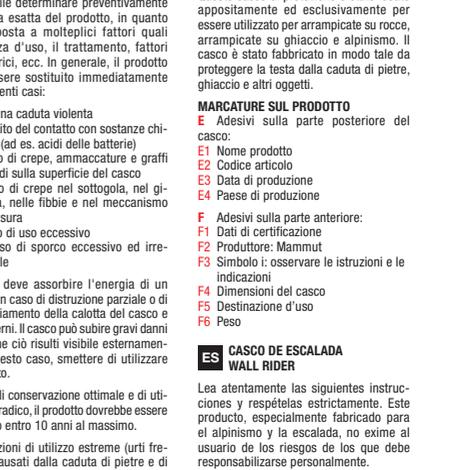 ile determinare preventivamente
a esatta del prodotto, in quanto
posta a molteplici fattori quali
za d'uso, il trattamento, fattori
rici, ecc. In generale, il prodotto
sere sostituito immediatamente
enti casi:
na caduta violenta
ito del contatto con sostanze chi-
(ad es. acidi delle batterie)
o di crepe, ammaccature e graffi
di sulla superficie del casco
o di crepe nel sottogola, nel gi-
a, nelle fibbie e nel meccanismo
sura
o di uso eccessivo
so di sporco eccessivo ed irre-
le
deve assorbire l'energia di un
n caso di distruzione parziale o di
iamento della calotta del casco e
erni. Il casco può subire gravi danni
ne ciò risulti visibile esternamen-
esto caso, smettere di utilizzare
to.
di conservazione ottimale e di uti-
radico, il prodotto dovrebbe essere
o entro 10 anni al massimo.
zioni di utilizzo estreme (urti fre-
ausati dalla caduta di pietre e di
appositamente ed esclusivamente per
essere utilizzato per arrampicate su rocce,
arrampicate su ghiaccio e alpinismo. Il
casco è stato fabbricato in modo tale da
proteggere la testa dalla caduta di pietre,
ghiaccio e altri oggetti.
MARCATURE SUL PRODOTTO
E Adesivi sulla parte posteriore del
casco:
E1 Nome prodotto
E2 Codice articolo
E3 Data di produzione
E4 Paese di produzione
F Adesivi sulla parte anteriore:
F1 Dati di certificazione
F2 Produttore: Mammut
F3 Simbolo i: osservare le istruzioni e le
indicazioni
F4 Dimensioni del casco
F5 Destinazione d'uso
F6 Peso
ES CASCO DE ESCALADA
WALL RIDER
Lea atentamente las siguientes instruc-
ciones y respételas estrictamente. Este
producto, especialmente fabricado para
el alpinismo y la escalada, no exime al
usuario de los riesgos de los que debe
responsabilizarse personalmente.